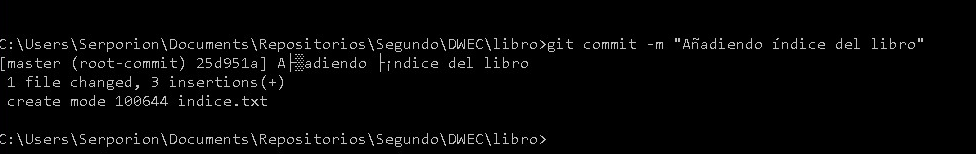 C:\Users\Serporion\Documents\Repositorios\Segundo\DWEC\libro>git commit -m "Añadiendo índice del libro"
[master (root-commit) 25d951a] A├▒adiendo ├¡ndice del libro
 1 file changed, 3 insertions(+)
 create mode 100644 indice.txt
C:\Users\Serporion\Documents\Repositorios\Segundo\DWEC\libro>